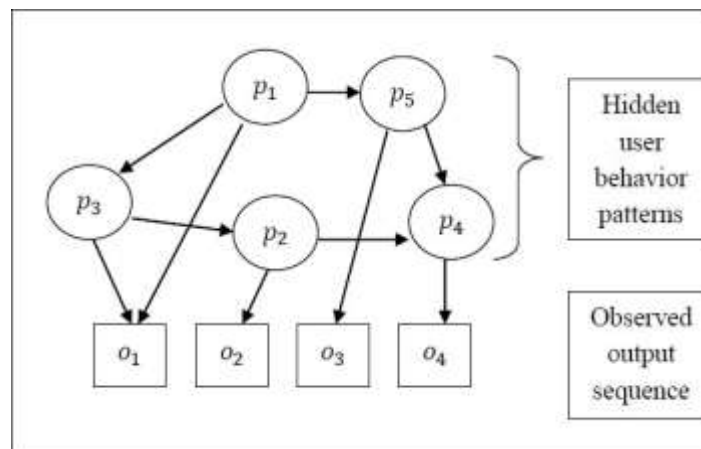 p₁
p₅
p₃
p₂
p₄
Hidden
user
behavior
patterns
o₁
o₂
o₃
o₄
Observed
output
sequence